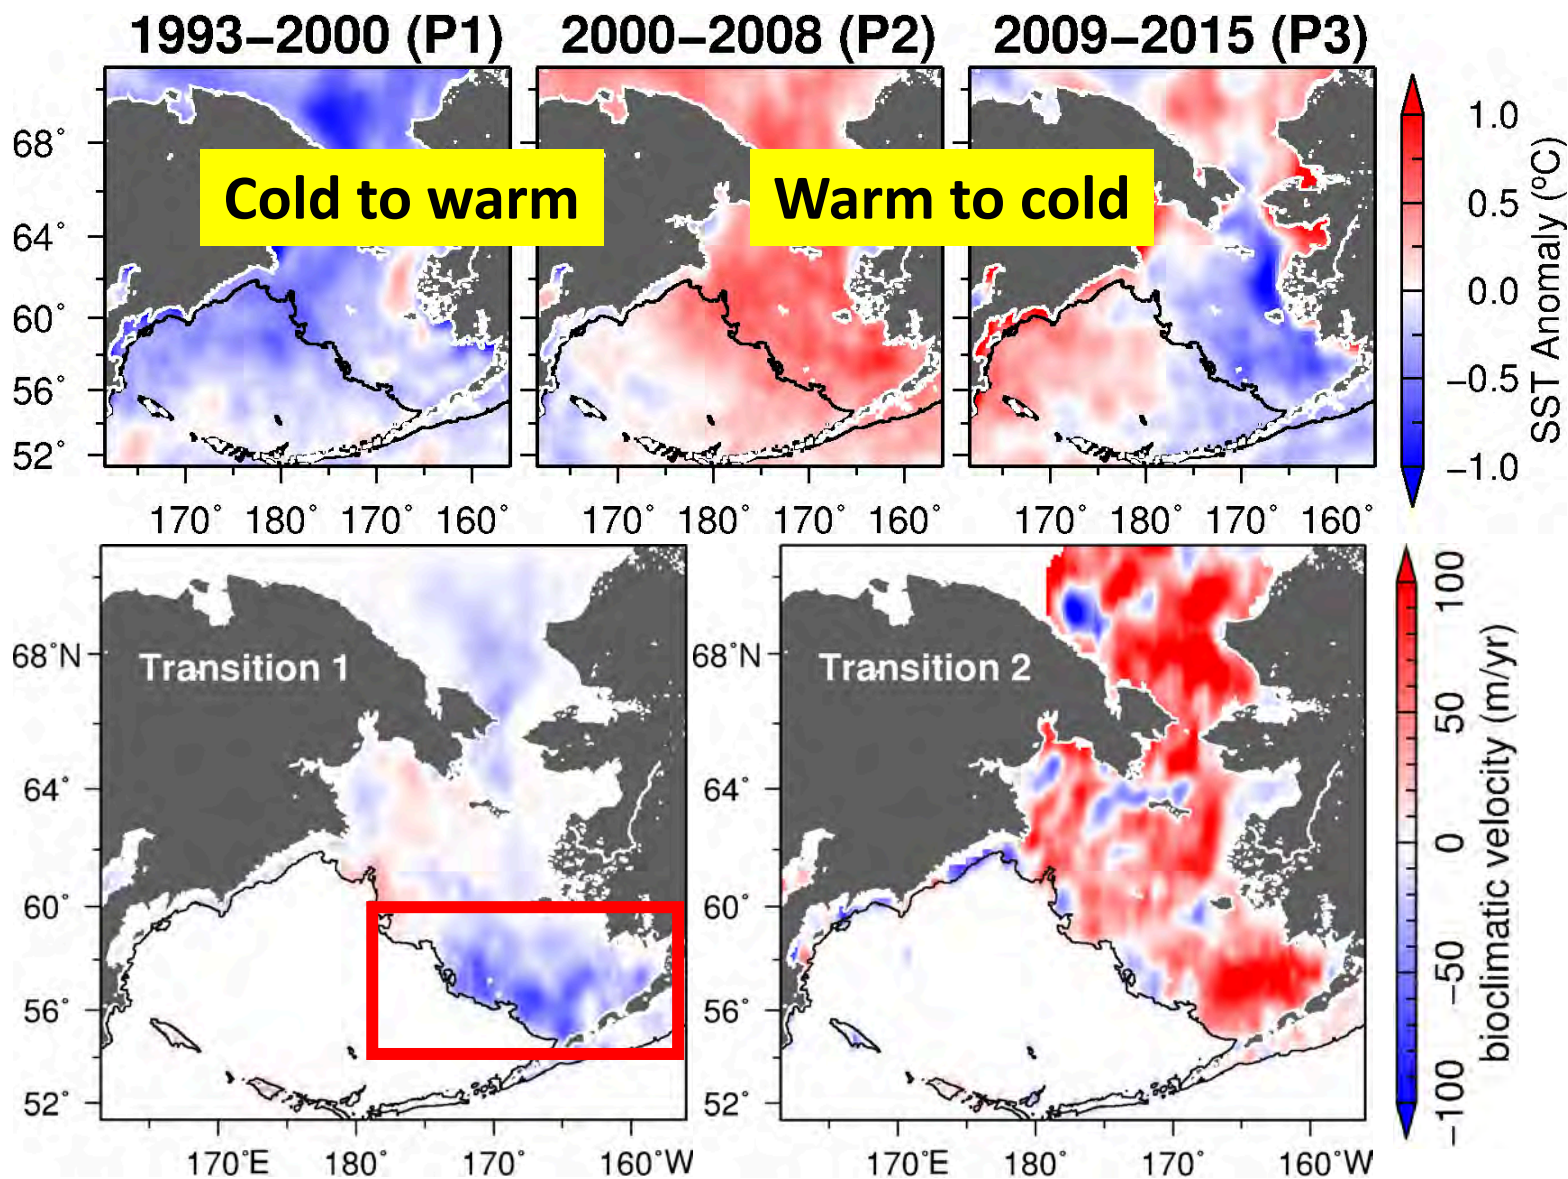 1993−2000 (P1) 2000−2008 (P2) 2009−2015 (P3)
Cold to warm
Warm to cold
68˚
64˚
60˚
56˚
52˚
170˚ 180˚ 170˚ 160˚
170˚ 160˚
180˚ 170˚ 160˚
1.0
0.5
0.0
−0.5
−1.0
SST Anomaly (ºC)
Transition 1
68˚N
64˚
60˚
56˚
52˚
170˚E 180˚ 170˚ 160˚W
Transition 2
68˚N
64˚
60˚
56˚
52˚
170˚E 180˚ 170˚ 160˚W
100
50
0
−50
−100
bioclimatic velocity (m/yr)